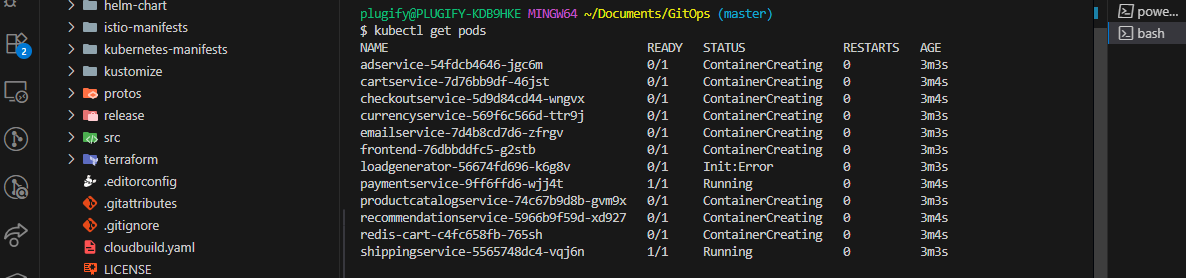 helm-chart
istio-manifests
kubernetes-manifests
kustomize
protos
release
src
terraform
.editorconfig
.gitattributes
.gitignore
cloudbuild.yaml
LICENSE
2
plugify@PLUGIFY-KDB9HKE MINGW64 ~/Documents/GitOps (master)
$ kubectl get pods
NAME READY STATUS RESTARTS AGE
adservice-54fdcb4646-jgc6m 0/1 ContainerCreating 0 3m3s
cartservice-7d76bb9df-46jst 0/1 ContainerCreating 0 3m4s
checkoutservice-5d9d84cd44-wngvx 0/1 ContainerCreating 0 3m3s
currencyservice-569f6c566d-ttr9j 0/1 ContainerCreating 0 3m3s
emailservice-7d4b8cd7d6-zfrgv 0/1 ContainerCreating 0 3m3s
frontend-76dbbddfc5-g2stb 0/1 ContainerCreating 0 3m3s
loadgenerator-56674fd696-k6g8v 0/1 Init:Error 0 3m3s
paymentservice-9ff6ffd6-wjj4t 1/1 Running 0 3m4s
productcatalogservice-74c67b9d8b-gvm9x 0/1 ContainerCreating 0 3m3s
recommendationservice-5966b9f59d-xd927 0/1 ContainerCreating 0 3m4s
redis-cart-c4fc658fb-765sh 0/1 ContainerCreating 0 3m4s
shippingservice-5565748dc4-vqj6n 1/1 Running 0 3m3s
powe...
bash